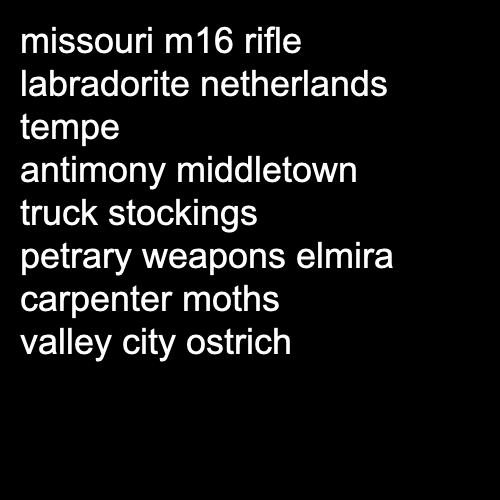 missouri m16 rifle
labradorite netherlands
tempe
antimony middletown
truck stockings
petrary weapons elmira
carpenter moths
valley city ostrich